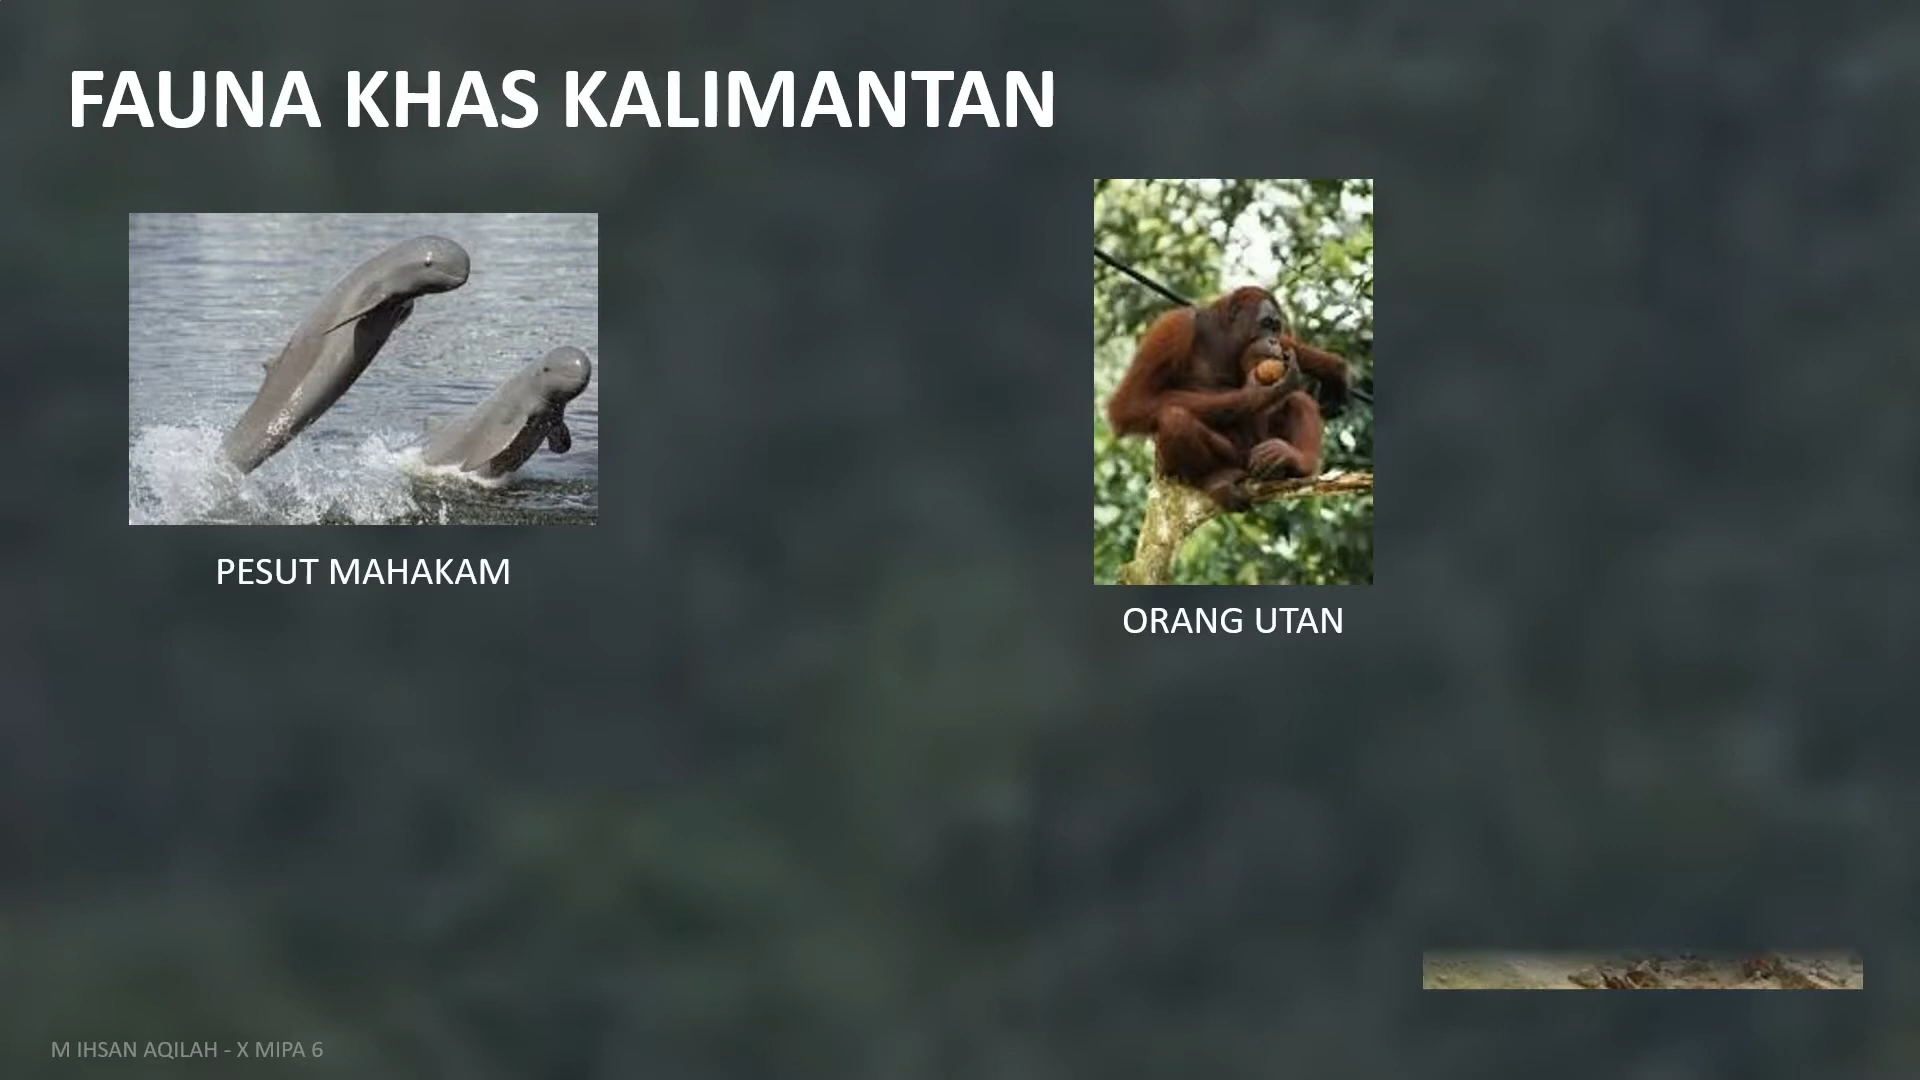 FAUNA KHAS KALIMANTAN
PESUT MAHAKAM
ORANG UTAN
M IHSAN AQILAH - X MIPA 6